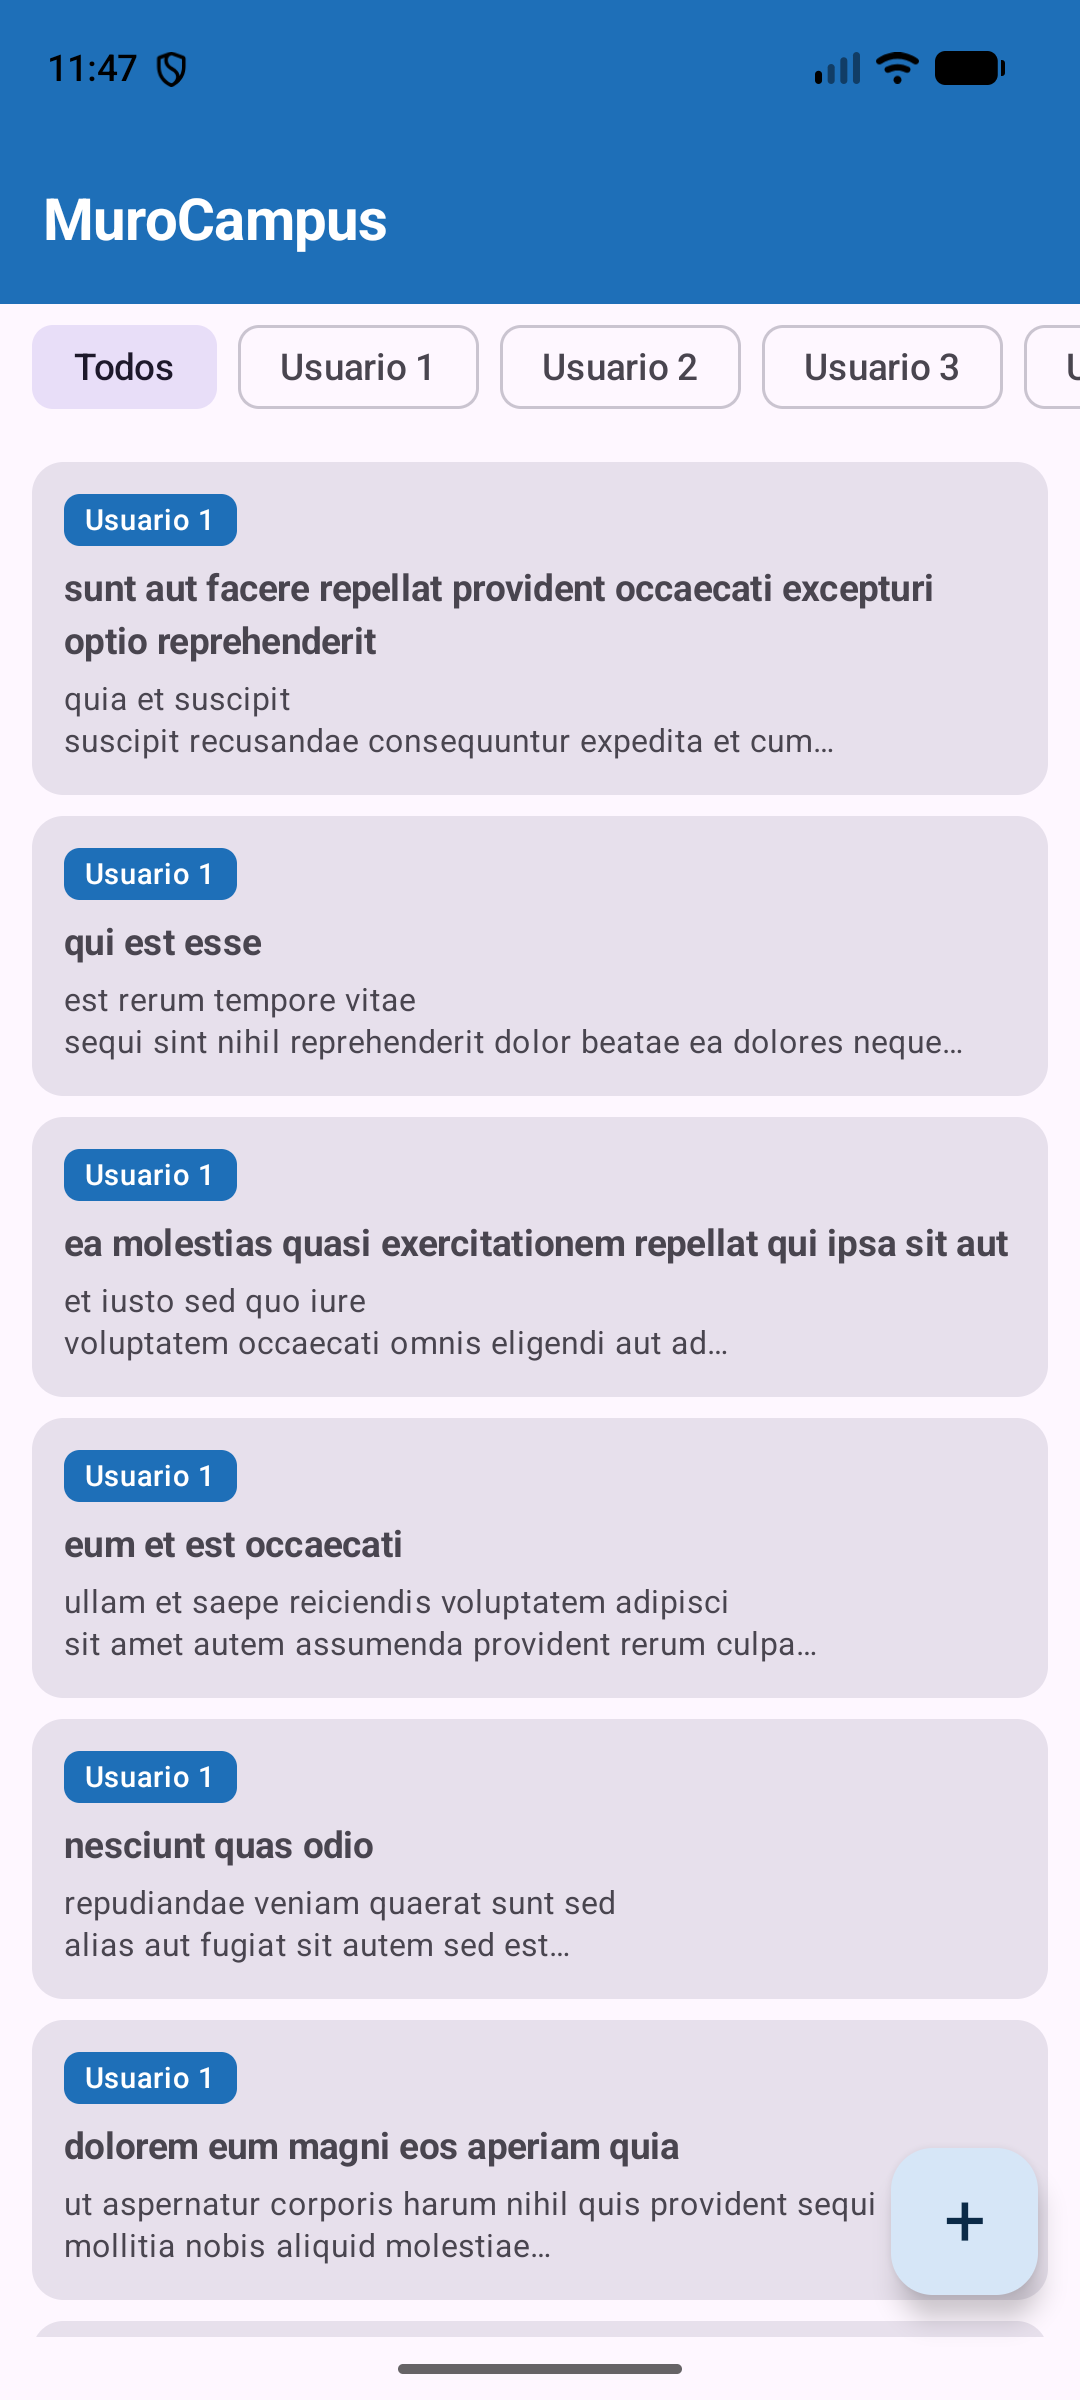 11:47
MuroCampus
Todos
Usuario 1
Usuario 2
Usuario 3
Usuario 1
sunt aut facere repellat provident occaecati excepturi
optio reprehenderit
quia et suscipit
suscipit recusandae consequuntur expedita et cum…
Usuario 1
qui est esse
est rerum tempore vitae
sequi sint nihil reprehenderit dolor beatae ea dolores neque…
Usuario 1
ea molestias quasi exercitationem repellat qui ipsa sit aut
et iusto sed quo iure
voluptatem occaecati omnis eligendi aut ad…
Usuario 1
eum et est occaecati
ullam et saepe reiciendis voluptatem adipisci
sit amet autem assumenda provident rerum culpa…
Usuario 1
nesciunt quas odio
repudiandae veniam quaerat sunt sed
alias aut fugiat sit autem sed est…
Usuario 1
dolorem eum magni eos aperiam quia
ut aspernatur corporis harum nihil quis provident sequi
mollitia nobis aliquid molestiae…
+